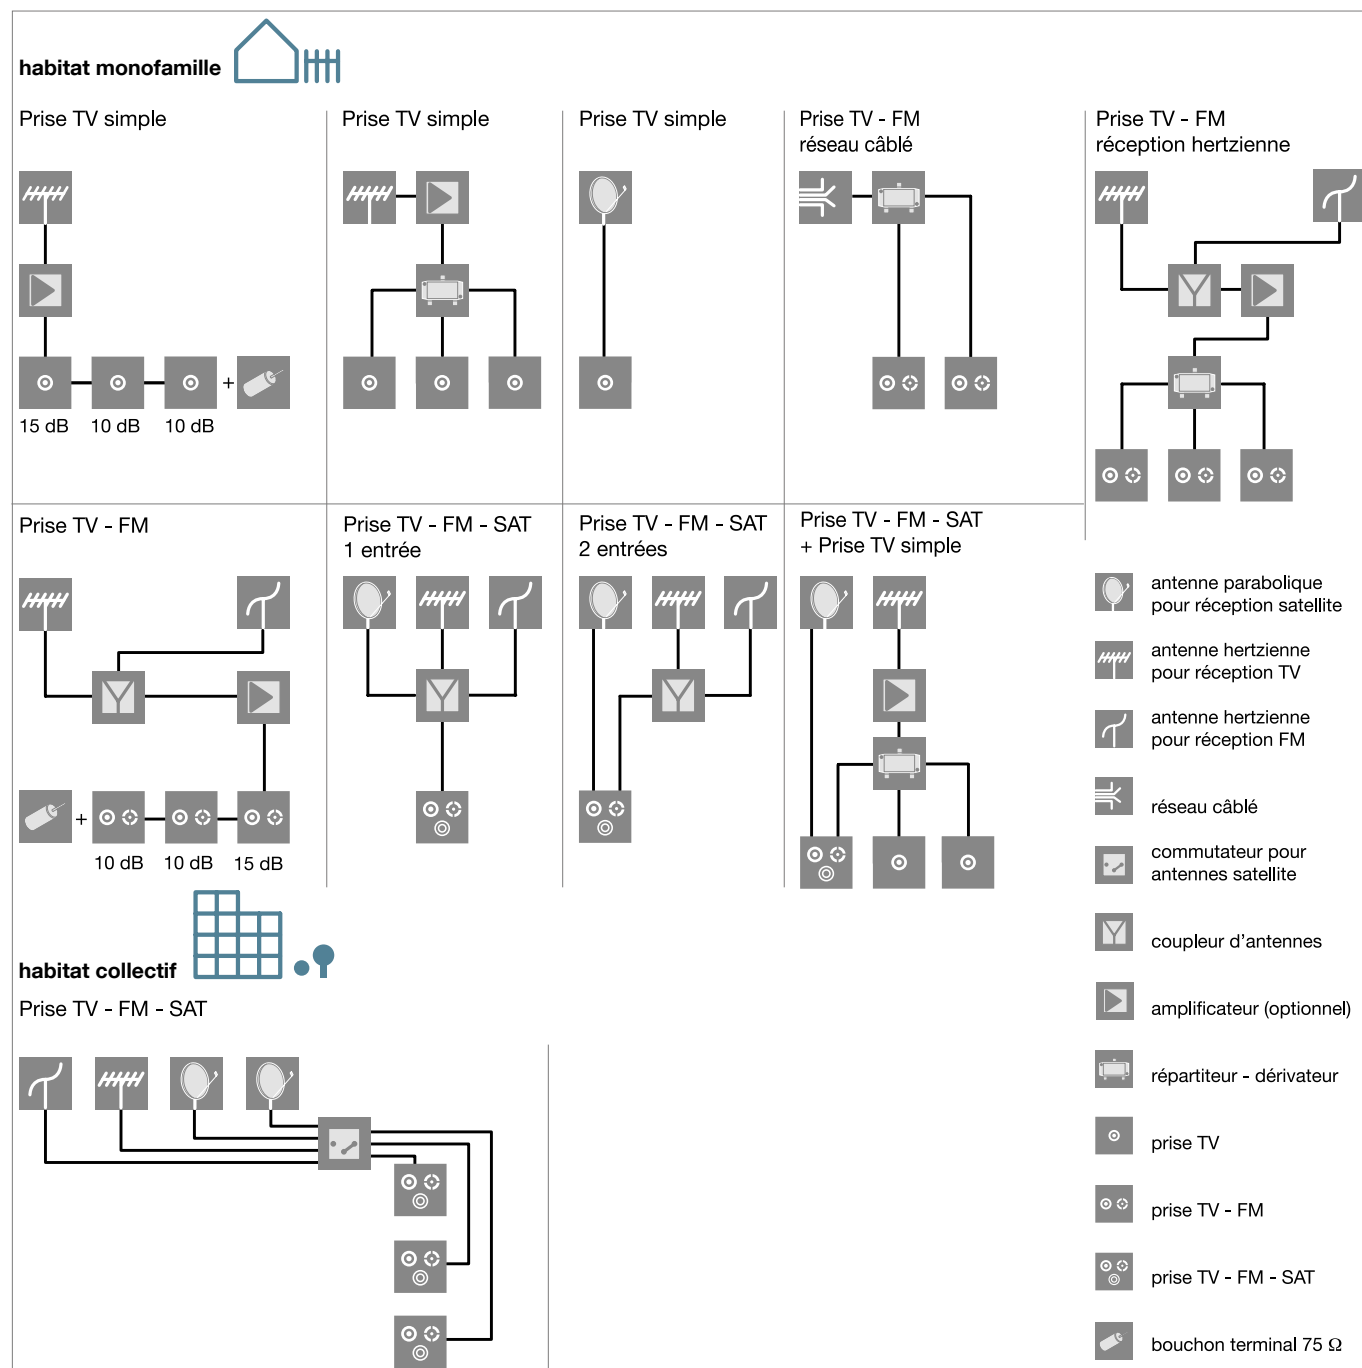 habitat monofamille
Prise TV simple
Prise TV simple
Prise TV simple
Prise TV - FM
réseau câblé
Prise TV - FM
réception hertzienne
+
15 dB
10 dB
10 dB
Prise TV - FM
Prise TV - FM - SAT
1 entrée
Prise TV - FM - SAT
2 entrées
Prise TV - FM - SAT
+ Prise TV simple
+
10 dB
10 dB
15 dB
habitat collectif
Prise TV - FM - SAT
antenne parabolique
pour réception satellite
antenne hertzienne
pour réception TV
antenne hertzienne
pour réception FM
réseau câblé
commutateur pour
antennes satellite
coupleur d'antennes
amplificateur (optionnel)
répartiteur - dérivateur
prise TV
prise TV - FM
prise TV - FM - SAT
bouchon terminal 75 Ω